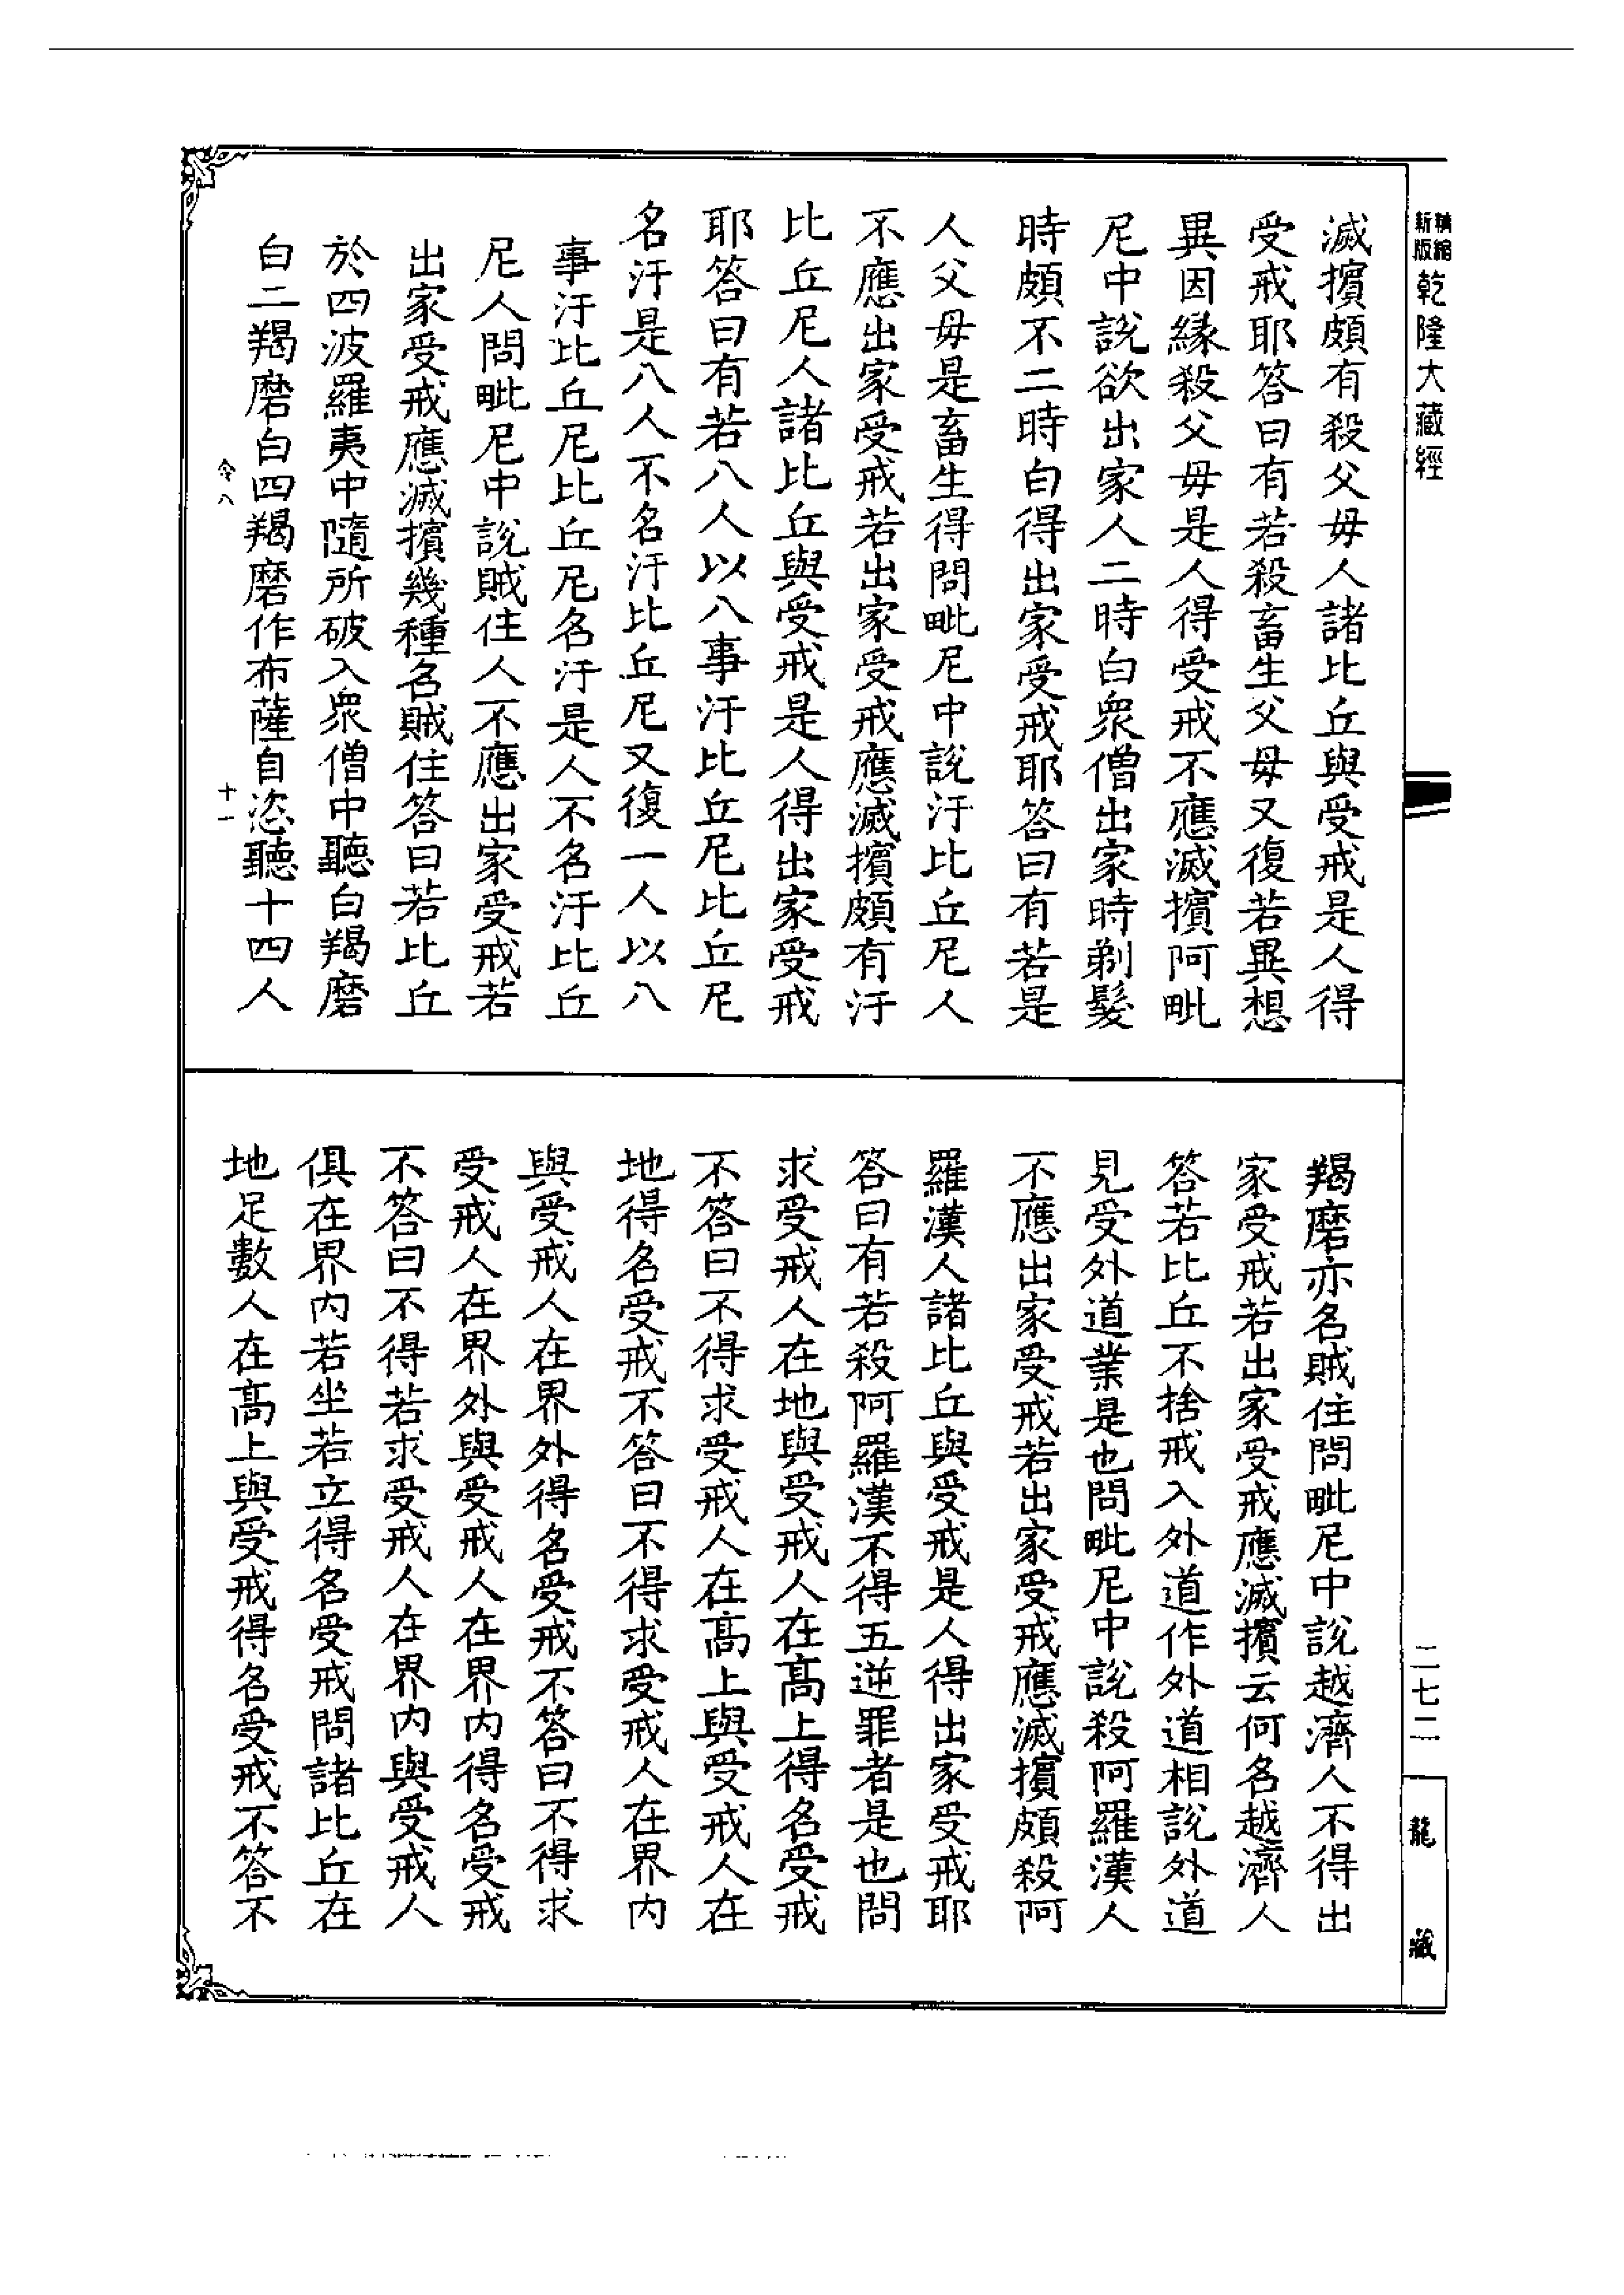 精縮新版乾隆大藏經
滅擯頗有殺父母人諸比丘與受戒是人得
受戒耶答曰有若殺畜生父母又復若異想
異因緣殺父母是人得受戒不應滅擯阿毗
尼中說欲出家人二時白眾僧出家時剃髮
時頗不二時白得出家受戒耶答曰有若是
人父母是畜生得問毗尼中說汙比丘尼人
不應出家受戒若出家受戒應滅擯頗有汙
比丘尼人諸比丘與受戒是人得出家受戒
耶答曰有若八人以八事汙比丘尼比丘尼
名汙是八人不名汙比丘尼又復一人以八
事汙比丘尼比丘尼名汙是人不名汙比丘
尼人問毗尼中說賊住人不應出家受戒若
出家受戒應滅擯幾種名賊住答曰若比丘
於四波羅夷中隨所破入眾僧中聽白羯磨
白二羯磨白四羯磨作布薩自恣聽十四人
令八 十一
羯磨亦名賊住問毗尼中說越濟人不得出
家受戒若出家受戒應滅擯云何名越濟人
答若比丘不捨戒入外道作外道相說外道
見受外道業是也問毗尼中說殺阿羅漢人
不應出家受戒若出家受戒應滅擯頗殺阿
羅漢人諸比丘與受戒是人得出家受戒耶
答曰有若殺阿羅漢不得五逆罪者是也問
求受戒人在地與受戒人在高上得名受戒
不答曰不得求受戒人在高上與受戒人在
地得名受戒不答曰不得求受戒人在界內
與受戒人在界外得名受戒不答曰不得求
受戒人在界外與受戒人在界內得名受戒
不答曰不得若求受戒人在界內與受戒人
俱在界內若坐若立得名受戒問諸比丘在
地足數人在高上與受戒得名受戒不答不
二七二
龍藏